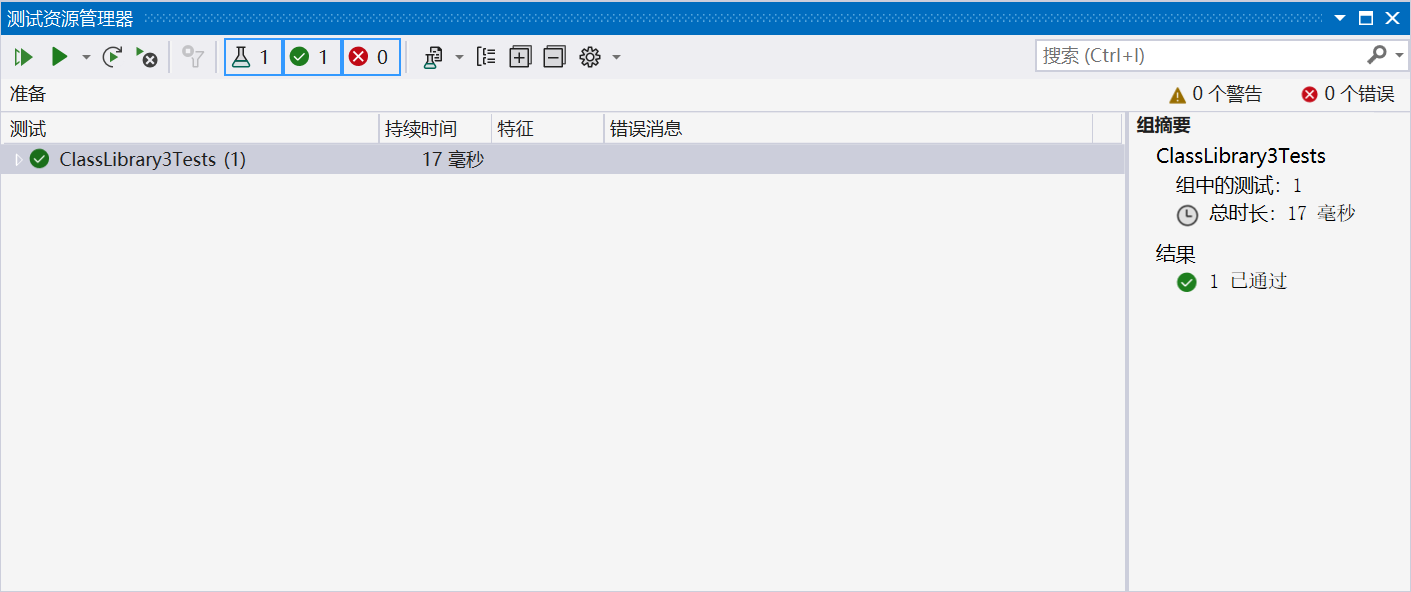 测试资源管理器
1 1 0 搜索 (Ctrl+I)
准备 0 个警告 0 个错误
测试 持续时间 特征 错误消息
ClassLibrary3Tests (1) 17 毫秒
组摘要
ClassLibrary3Tests
组中的测试: 1
总时长: 17 毫秒
结果
1 已通过